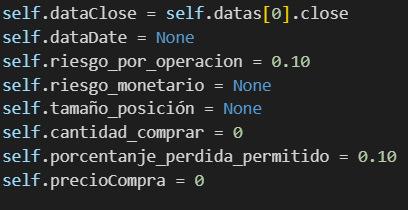 self.dataClose = self.datas[0].close
self.dataDate = None
self.riesgo_por_operacion = 0.10
self.riesgo_monetario = None
self.tamaño_posición = None
self.cantidad_comprar = 0
self.porcentanje_perdida_permitido = 0.10
self.precioCompra = 0